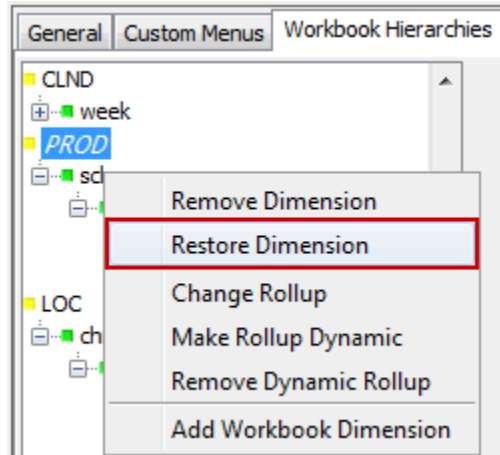 General Custom Menus Workbook Hierarchies
CLND
week
PROD
Remove Dimension
Restore Dimension
Change Rollup
LOC
Make Rollup Dynamic
Remove Dynamic Rollup
Add Workbook Dimension